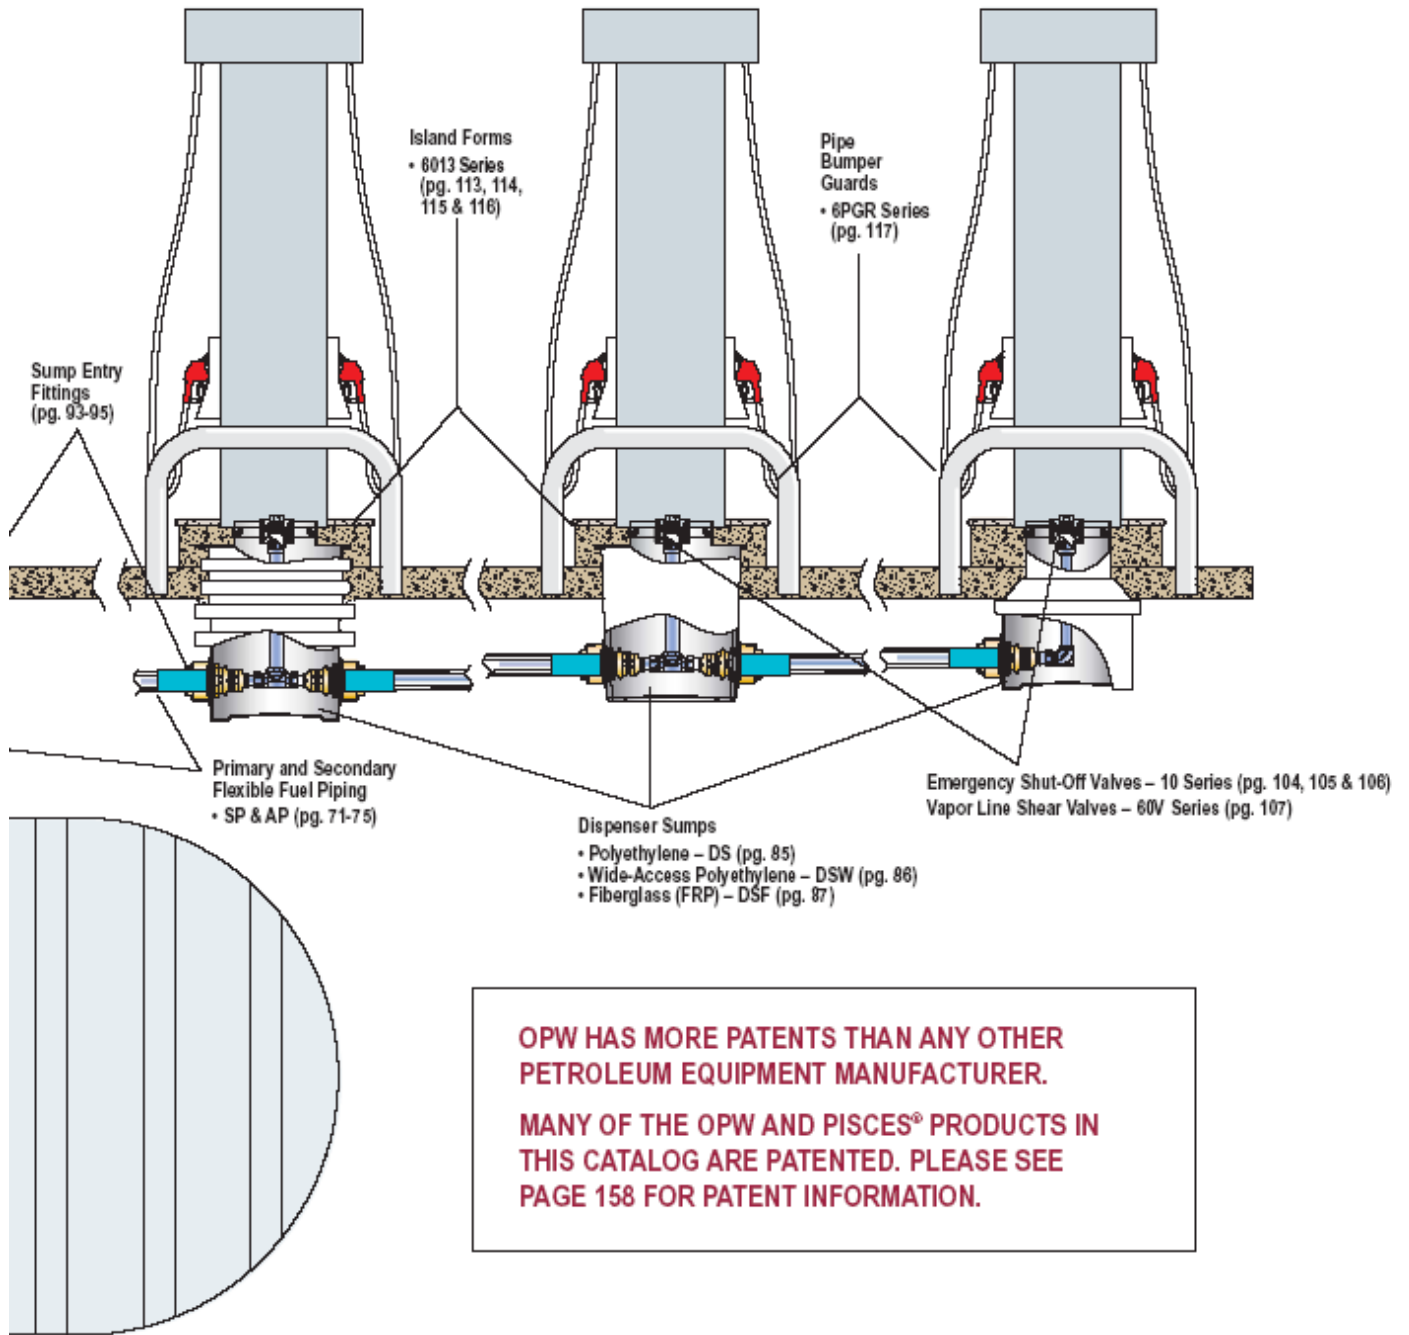 Island Forms
• 6013 Series
(pg. 113, 114,
115 & 116)
Pipe
Bumper
Guards
• 6PGR Series
(pg. 117)
Sump Entry
Fittings
(pg. 93-95)
Primary and Secondary
Flexible Fuel Piping
• SP & AP (pg. 71-75)
Emergency Shut-Off Valves – 10 Series (pg. 104, 105 & 106)
Vapor Line Shear Valves – 60V Series (pg. 107)
Dispenser Sumps
• Polyethylene – DS (pg. 85)
• Wide-Access Polyethylene – DSW (pg. 86)
• Fiberglass (FRP) – DSF (pg. 87)
OPW HAS MORE PATENTS THAN ANY OTHER
PETROLEUM EQUIPMENT MANUFACTURER.
MANY OF THE OPW AND PISCES® PRODUCTS IN
THIS CATALOG ARE PATENTED. PLEASE SEE
PAGE 158 FOR PATENT INFORMATION.